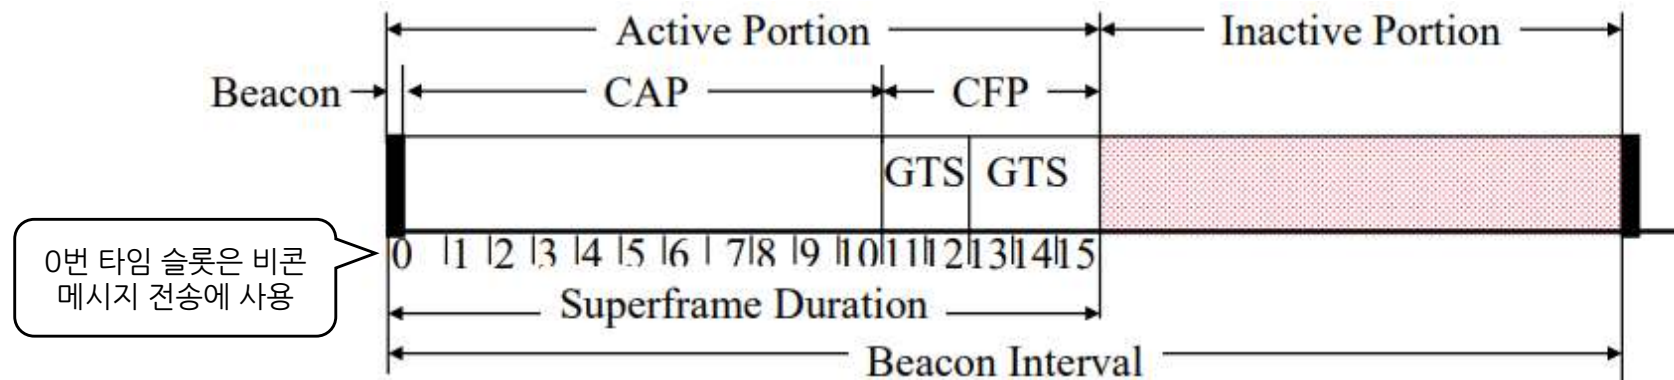 Active Portion Inactive Portion
Beacon CAP CFP
GTS GTS
0 1 2 3 4 5 6 7 8 9 10 11 12 13 14 15
0번 타임 슬롯은 비콘
메시지 전송에 사용
Superframe Duration
Beacon Interval